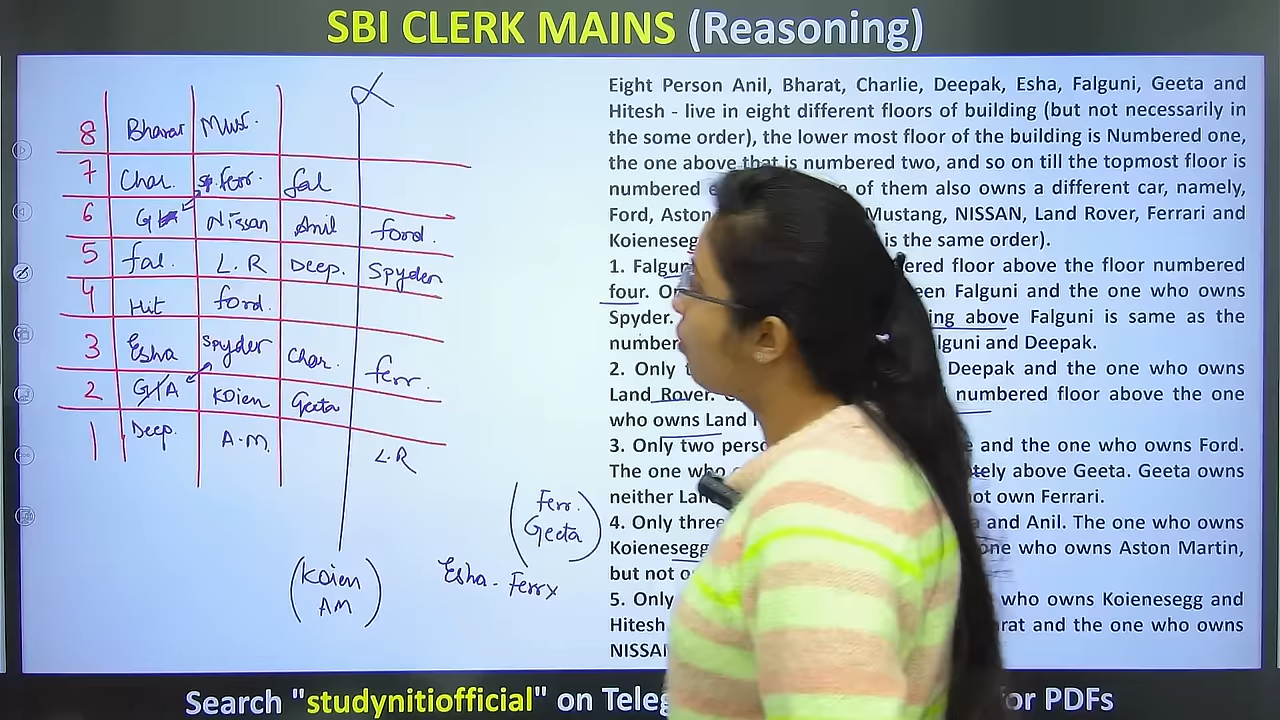 SBI CLERK MAINS (Reasoning)
8 Bharat Must.
7 Char. Sp. ferr. fal
6 G Nissan Anil ford.
5 fal. L.R Deep. Spyder
4 Hit ford.
3 Esha Spyder Char. ferr.
2 G/A Koien Geeta
1 Deep. A.M. L.R
(Ferr. Geeta)
(Koien AM)
Esha - Ferr x
Eight Person Anil, Bharat, Charlie, Deepak, Esha, Falguni, Geeta and
Hitesh - live in eight different floors of building (but not necessarily in
the same order), the lower most floor of the building is Numbered one,
the one above that is numbered two, and so on till the topmost floor is
numbered of them also owns a different car, namely,
Ford, Aston Mustang, NISSAN, Land Rover, Ferrari and
Koieneseg is the same order).
1. Falgun ered floor above the floor numbered
four. O een Falguni and the one who owns
Spyder. ing above Falguni is same as the
number lguni and Deepak.
2. Only Deepak and the one who owns
Land Rover. numbered floor above the one
who owns Land
3. Only two perso and the one who owns Ford.
The one who tely above Geeta. Geeta owns
neither Lan not own Ferrari.
4. Only three a and Anil. The one who owns
Koienesegg one who owns Aston Martin,
but not o
5. Only who owns Koienesegg and
Hitesh rat and the one who owns
NISSAN
Search "studynitiofficial" on Teleg or PDFs